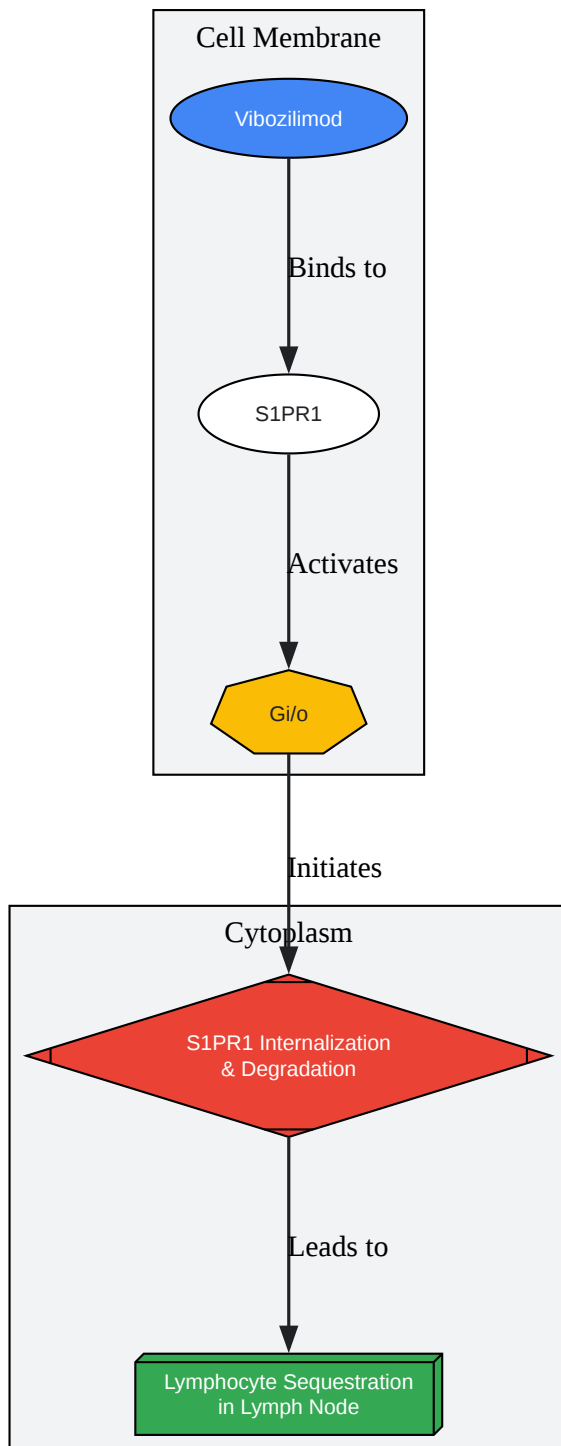 Cell Membrane
Vibozilimod
Binds to
S1PR1
Activates
Gi/o
Initiates
Cytoplasm
S1PR1 Internalization
& Degradation
Leads to
Lymphocyte Sequestration
in Lymph Node